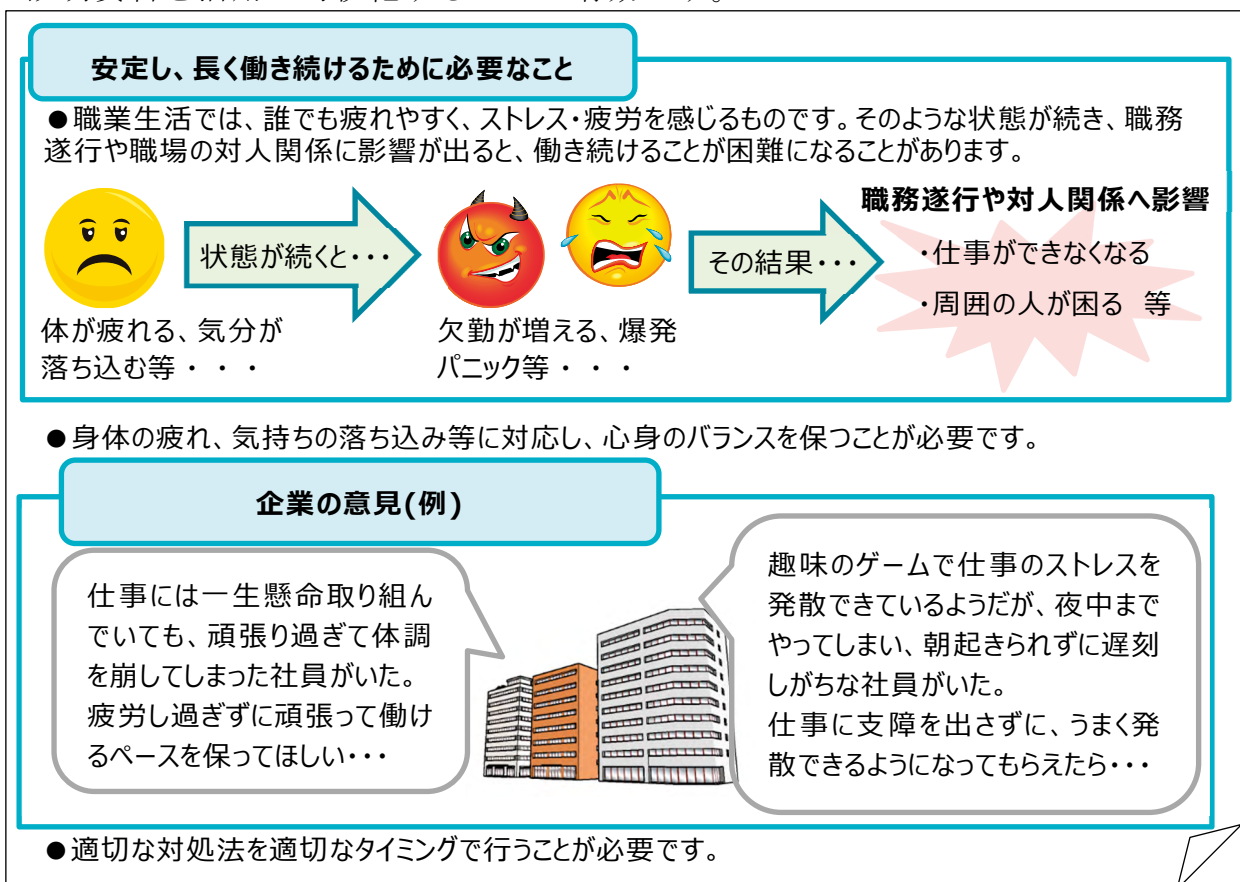 安定し、長く働き続けるために必要なこと
●職業生活では、誰でも疲れやすく、ストレス・疲労を感じるものです。そのような状態が続き、職務
遂行や職場の対人関係に影響が出ると、働き続けることが困難になることがあります。
状態が続くと・・・
その結果・・・
職務遂行や対人関係へ影響
・仕事ができなくなる
・周囲の人が困る 等
体が疲れる、気分が
落ち込む等・・・
欠勤が増える、爆発
パニック等・・・
●身体の疲れ、気持ちの落ち込み等に対応し、心身のバランスを保つことが必要です。
企業の意見(例)
仕事には一生懸命取り組ん
でいても、頑張り過ぎて体調
を崩してしまった社員がいた。
疲労し過ぎずに頑張って働け
るペースを保ってほしい・・・
趣味のゲームで仕事のストレスを
発散できているようだが、夜中まで
やってしまい、朝起きられずに遅刻
しがちな社員がいた。
仕事に支障を出さずに、うまく発
散できるようになってもらえたら・・・
●適切な対処法を適切なタイミングで行うことが必要です。